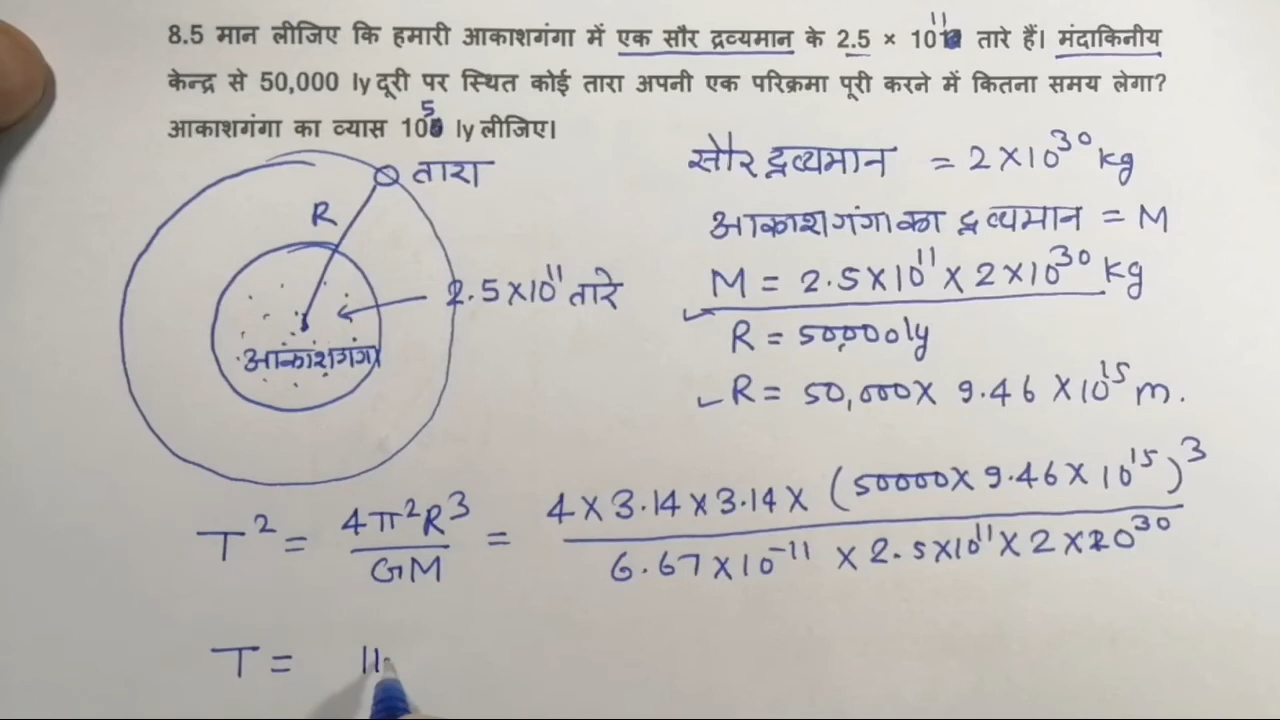 8.5 मान लीजिए कि हमारी आकाशगंगा में एक सौर द्रव्यमान के 2.5 × 10¹¹ तारे हैं। मंदाकिनीय
केन्द्र से 50,000 ly दूरी पर स्थित कोई तारा अपनी एक परिक्रमा पूरी करने में कितना समय लेगा?
आकाशगंगा का व्यास 10⁵ ly लीजिए।
तारा
R
2.5×10¹¹ तारे
आकाशगंगा
सौर द्रव्यमान = 2×10³⁰ kg
आकाशगंगा का द्रव्यमान = M
M = 2.5×10¹¹ × 2×10³⁰ kg
R = 50,000 ly
R = 50,000× 9.46 ×10¹⁵ m.
T² = 4π²R³/GM = 4×3.14×3.14× (50000×9.46×10¹⁵)³ / 6.67×10⁻¹¹ × 2.5×10¹¹×2×20³⁰
T = 11